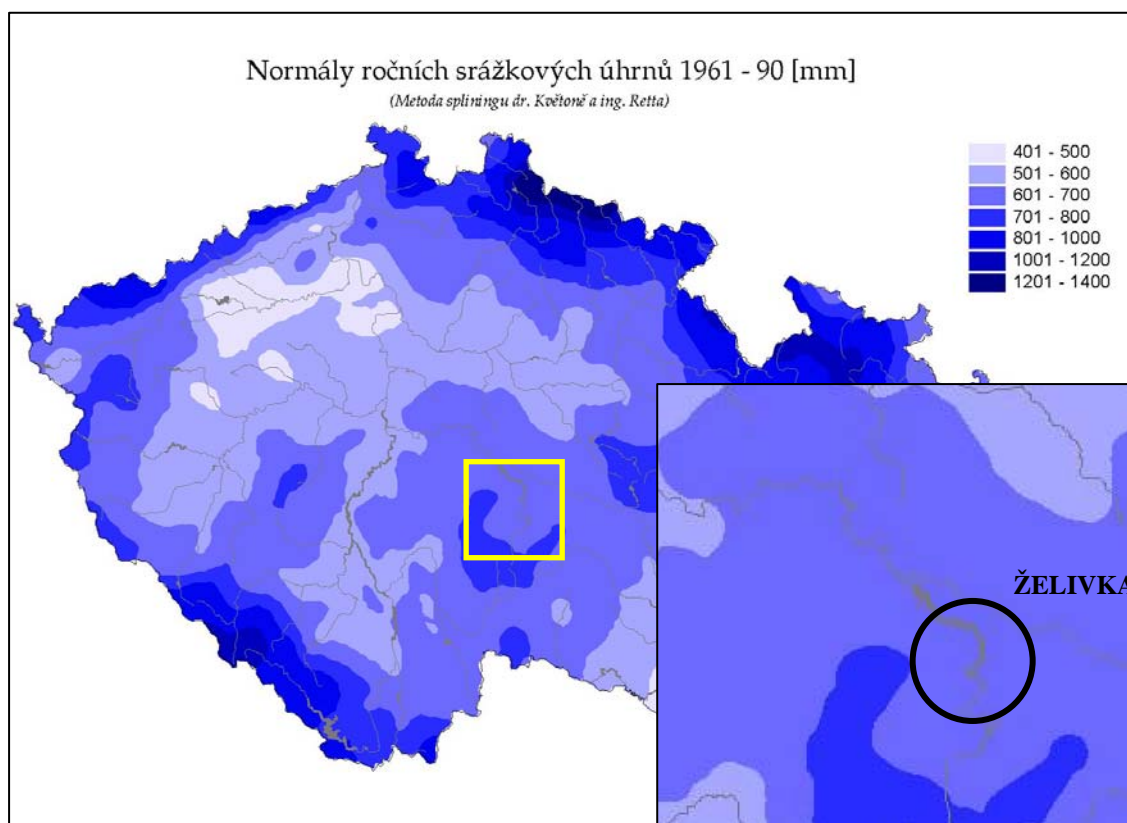 Normály ročních srážkových úhrnů 1961 - 90 [mm]
(Metoda spliningu dr. Květoně a ing. Retta)
401 - 500
501 - 600
601 - 700
701 - 800
801 - 1000
1001 - 1200
1201 - 1400
ŽELIVKA